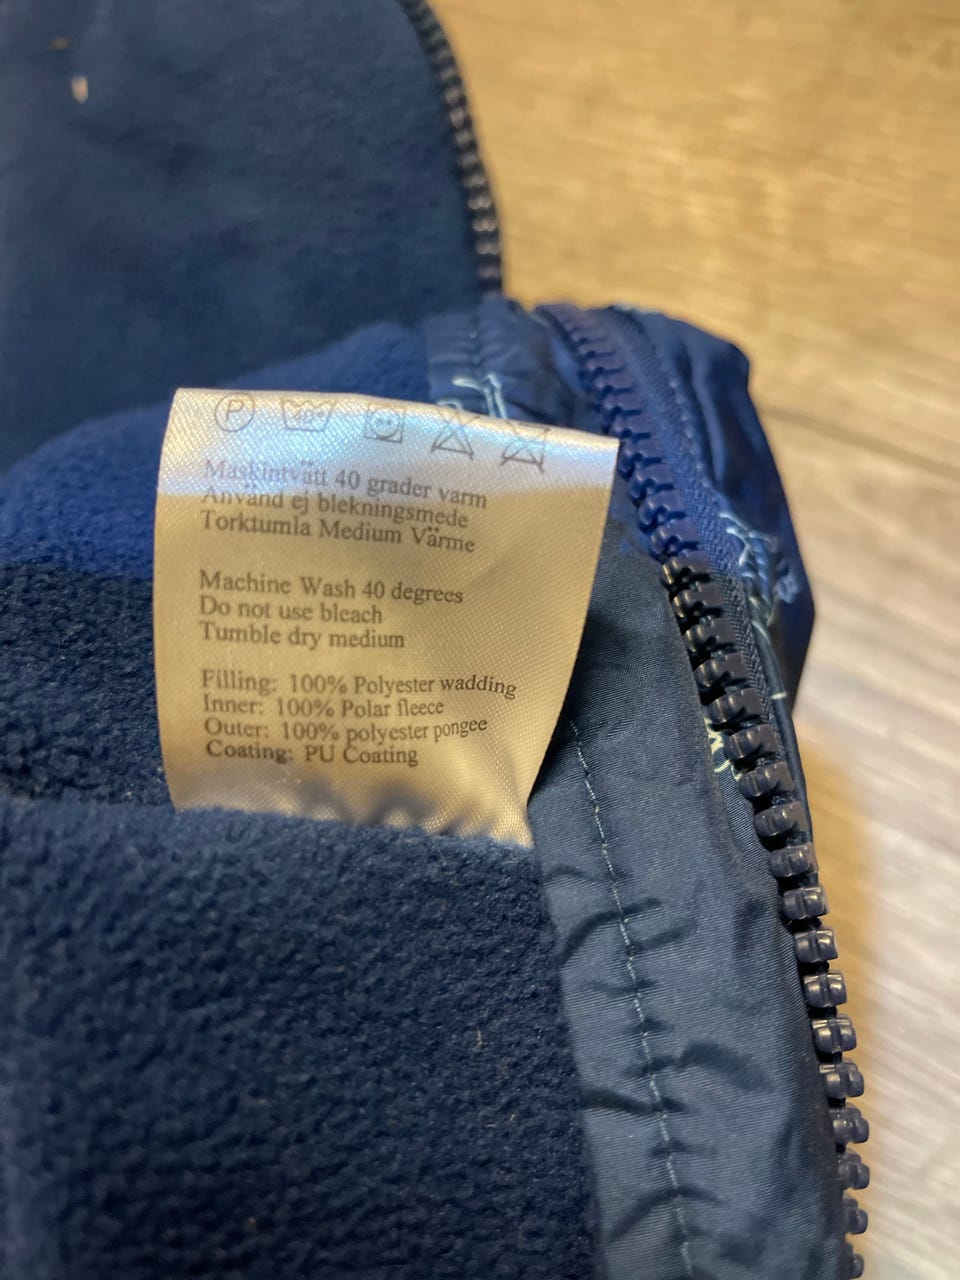 P 40°
Maskintvätt 40 grader varm
Använd ej blekningsmede
Torktumla Medium Värme
Machine Wash 40 degrees
Do not use bleach
Tumble dry medium
Filling: 100% Polyester wadding
Inner: 100% Polar fleece
Outer: 100% polyester pongee
Coating: PU Coating